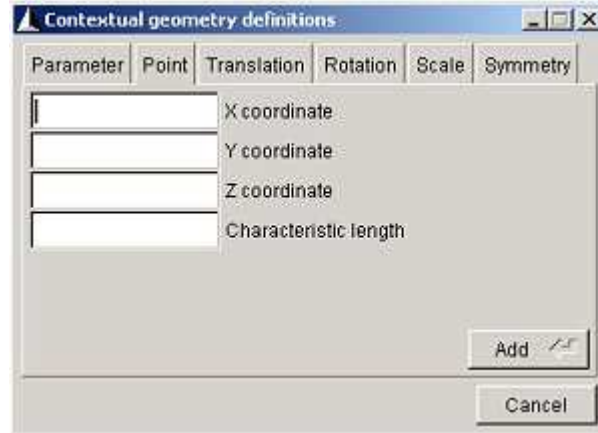 Contextual geometry definitions
Parameter Point Translation Rotation Scale Symmetry
X coordinate
Y coordinate
Z coordinate
Characteristic length
Add
Cancel